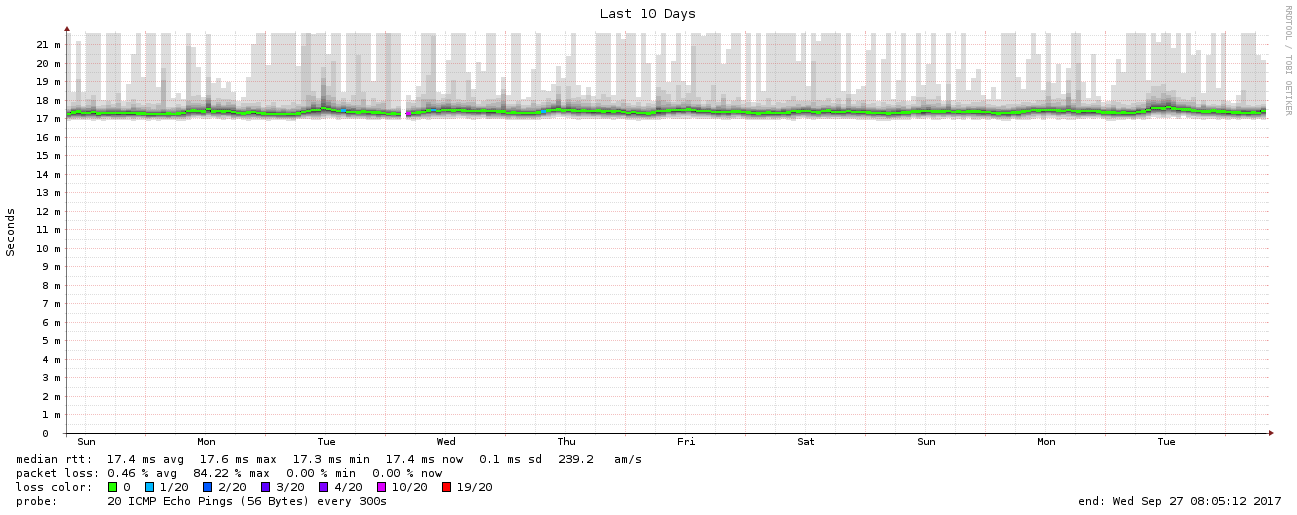 Last 10 Days
RRDTOOL / TOBI OETIKER
21 m
20 m
19 m
18 m
17 m
16 m
15 m
14 m
13 m
12 m
11 m
10 m
9 m
8 m
7 m
6 m
5 m
4 m
3 m
2 m
1 m
0
Seconds
Sun Mon Tue Wed Thu Fri Sat Sun Mon Tue
median rtt: 17.4 ms avg 17.6 ms max 17.3 ms min 17.4 ms now 0.1 ms sd 239.2 am/s
packet loss: 0.46 % avg 84.22 % max 0.00 % min 0.00 % now
loss color: 0 1/20 2/20 3/20 4/20 10/20 19/20
probe: 20 ICMP Echo Pings (56 Bytes) every 300s end: Wed Sep 27 08:05:12 2017